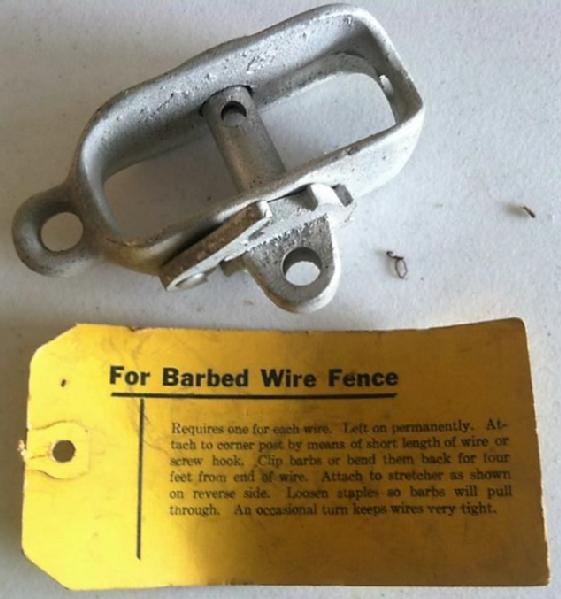 For Barbed Wire Fence
Requires one for each wire. Left on permanently. At-
tach to corner post by means of short length of wire or
screw hook. Clip barbs or bend them back for four
feet from end of wire. Attach to stretcher as shown
on reverse side. Loosen staples so barbs will pull
through. An occasional turn keeps wires very tight.